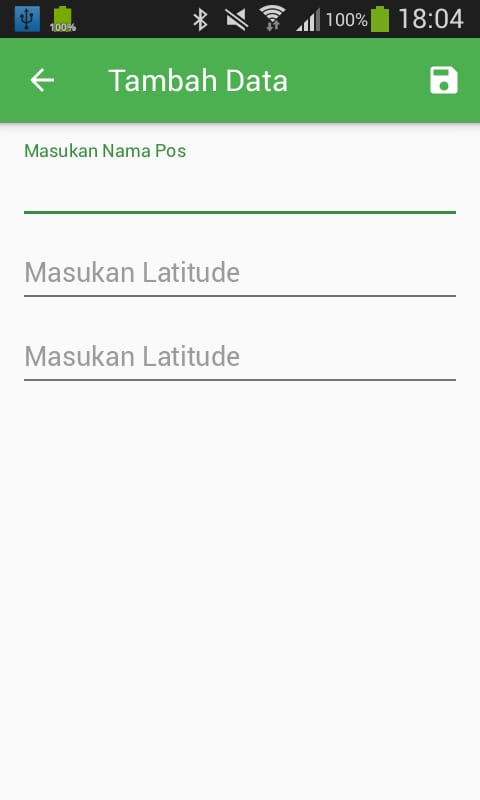 100% 100% 18:04
Tambah Data
Masukan Nama Pos
Masukan Latitude
Masukan Latitude